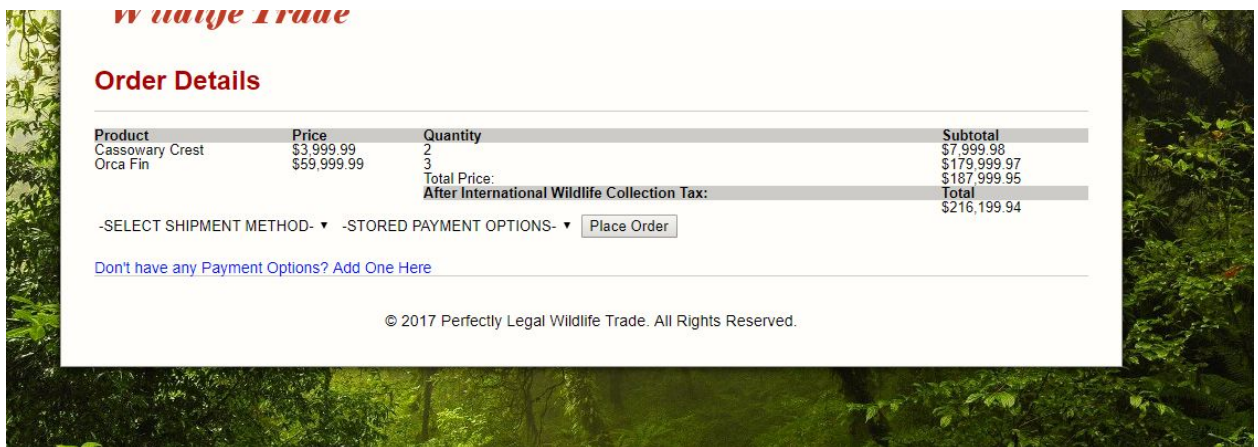 Wildlife Trade
Order Details
Product Price Quantity Subtotal
Cassowary Crest $3,999.99 2 $7,999.98
Orca Fin $59,999.99 3 $179,999.97
Total Price: $187,999.95
After International Wildlife Collection Tax: Total
$216,199.94
-SELECT SHIPMENT METHOD- ▼ -STORED PAYMENT OPTIONS- ▼ Place Order
Don't have any Payment Options? Add One Here
© 2017 Perfectly Legal Wildlife Trade. All Rights Reserved.